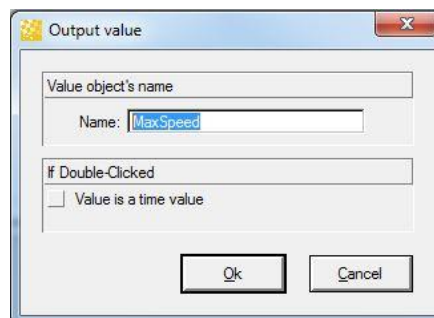 Output value
Value object's name
Name: MaxSpeed
If Double-Clicked
Value is a time value
Ok Cancel